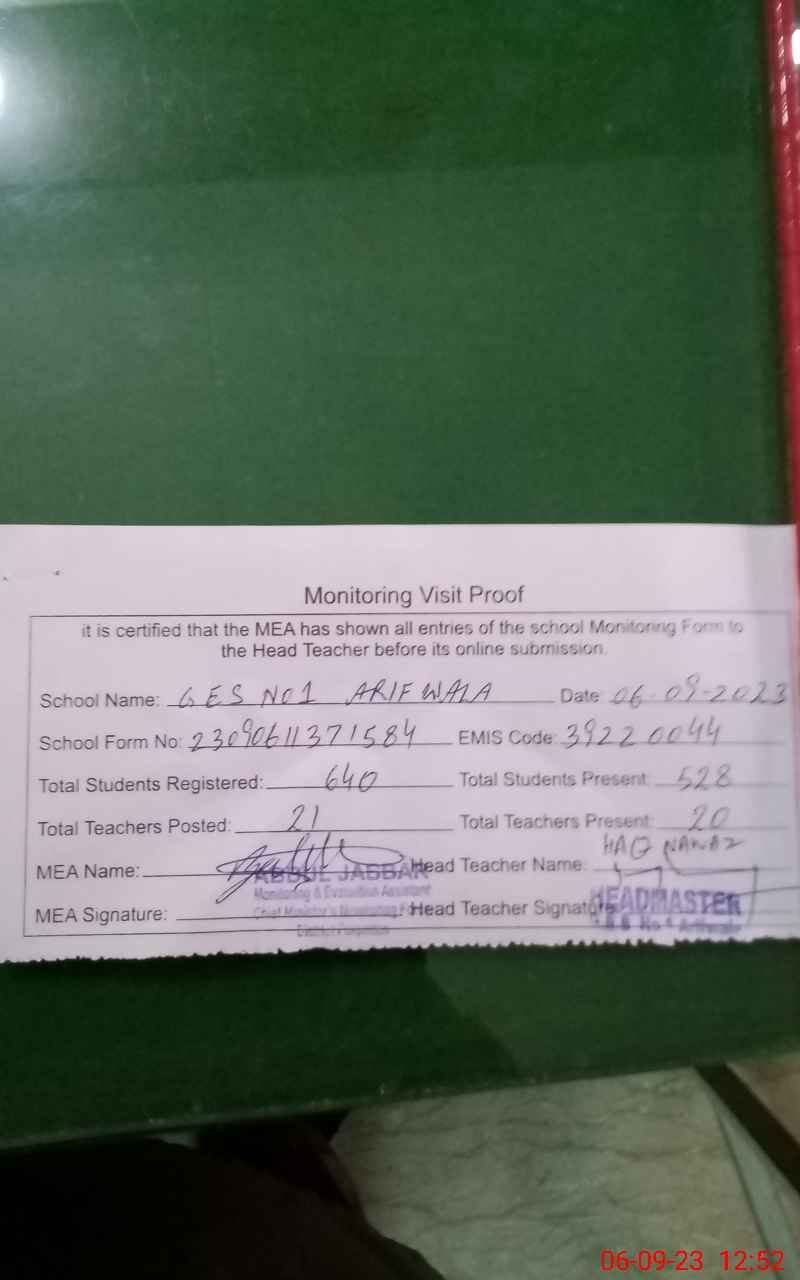 Monitoring Visit Proof
it is certified that the MEA has shown all entries of the school Monitoring Form to
the Head Teacher before its online submission.
School Name: GES NO1 ARIFWALA Date: 06-09-2023
School Form No: 23090611371584 EMIS Code: 39220044
Total Students Registered: 640 Total Students Present: 528
Total Teachers Posted: 21 Total Teachers Present: 20
MEA Name: ABDUL JABBAR Head Teacher Name: HAQ NAWAZ
Monitoring & Evaluation Assistant
MEA Signature: Chief Minister's Monitoring Head Teacher Signature HEADMASTER
06-09-23 12:52